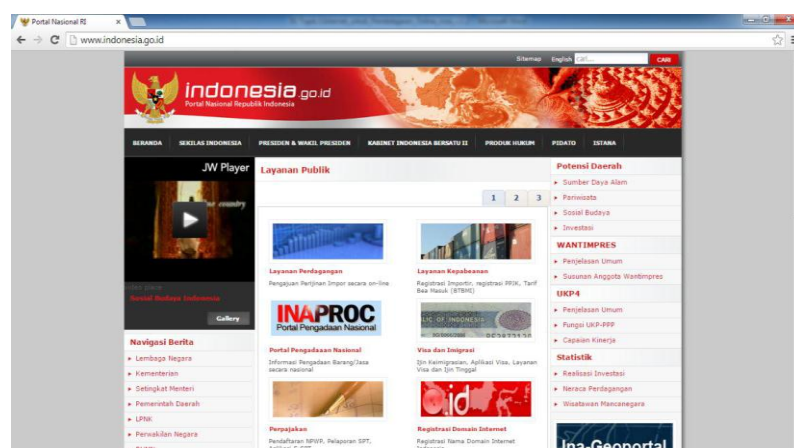 Portal Nasional RI
www.indonesia.go.id
Sitemap English cari... CARI
indonesia.go.id
Portal Nasional Republik Indonesia
BERANDA SEKILAS INDONESIA PRESIDEN & WAKIL PRESIDEN KABINET INDONESIA BERSATU II PRODUK HUKUM PIDATO ISTANA
JW Player
country
Sosial Budaya Indonesia
Gallery
Navigasi Berita
Lembaga Negara
Kementerian
Setingkat Menteri
Pemerintah Daerah
LPNK
Perwakilan Negara
Layanan Publik
1 2 3
Layanan Perdagangan
Pengajuan Perijinan Impor secara on-line
Layanan Kepabeanan
Registrasi Importir, registrasi PPJK, Tarif
Bea Masuk (BTBMI)
INAPROC
Portal Pengadaan Nasional
Portal Pengadaaan Nasional
Informasi Pengadaan Barang/Jasa
secara nasional
INDONESIA
Visa dan Imigrasi
Ijin Keimigrasian, Aplikasi Visa, Layanan
Visa dan Ijin Tinggal
Perpajakan
Pendaftaran NPWP, Pelaporan SPT,
.id
Registrasi Domain Internet
Registrasi Nama Domain Internet
Potensi Daerah
Sumber Daya Alam
Pariwisata
Sosial Budaya
Investasi
WANTIMPRES
Penjelasan Umum
Susunan Anggota Wantimpres
UKP4
Penjelasan Umum
Fungsi UKP-PPP
Capaian Kinerja
Statistik
Realisasi Investasi
Neraca Perdagangan
Wisatawan Mancanegara
Ina-Geoportal